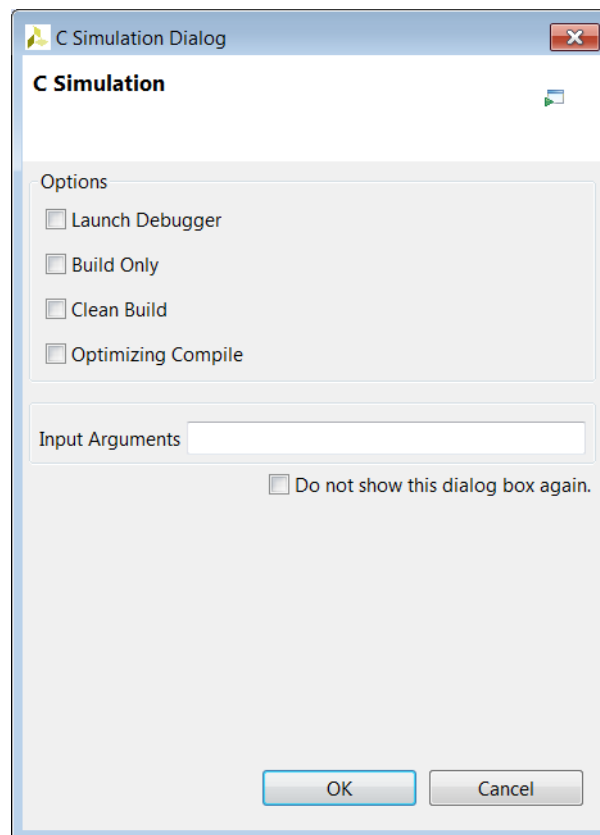 C Simulation Dialog
C Simulation
Options
Launch Debugger
Build Only
Clean Build
Optimizing Compile
Input Arguments
Do not show this dialog box again.
OK Cancel